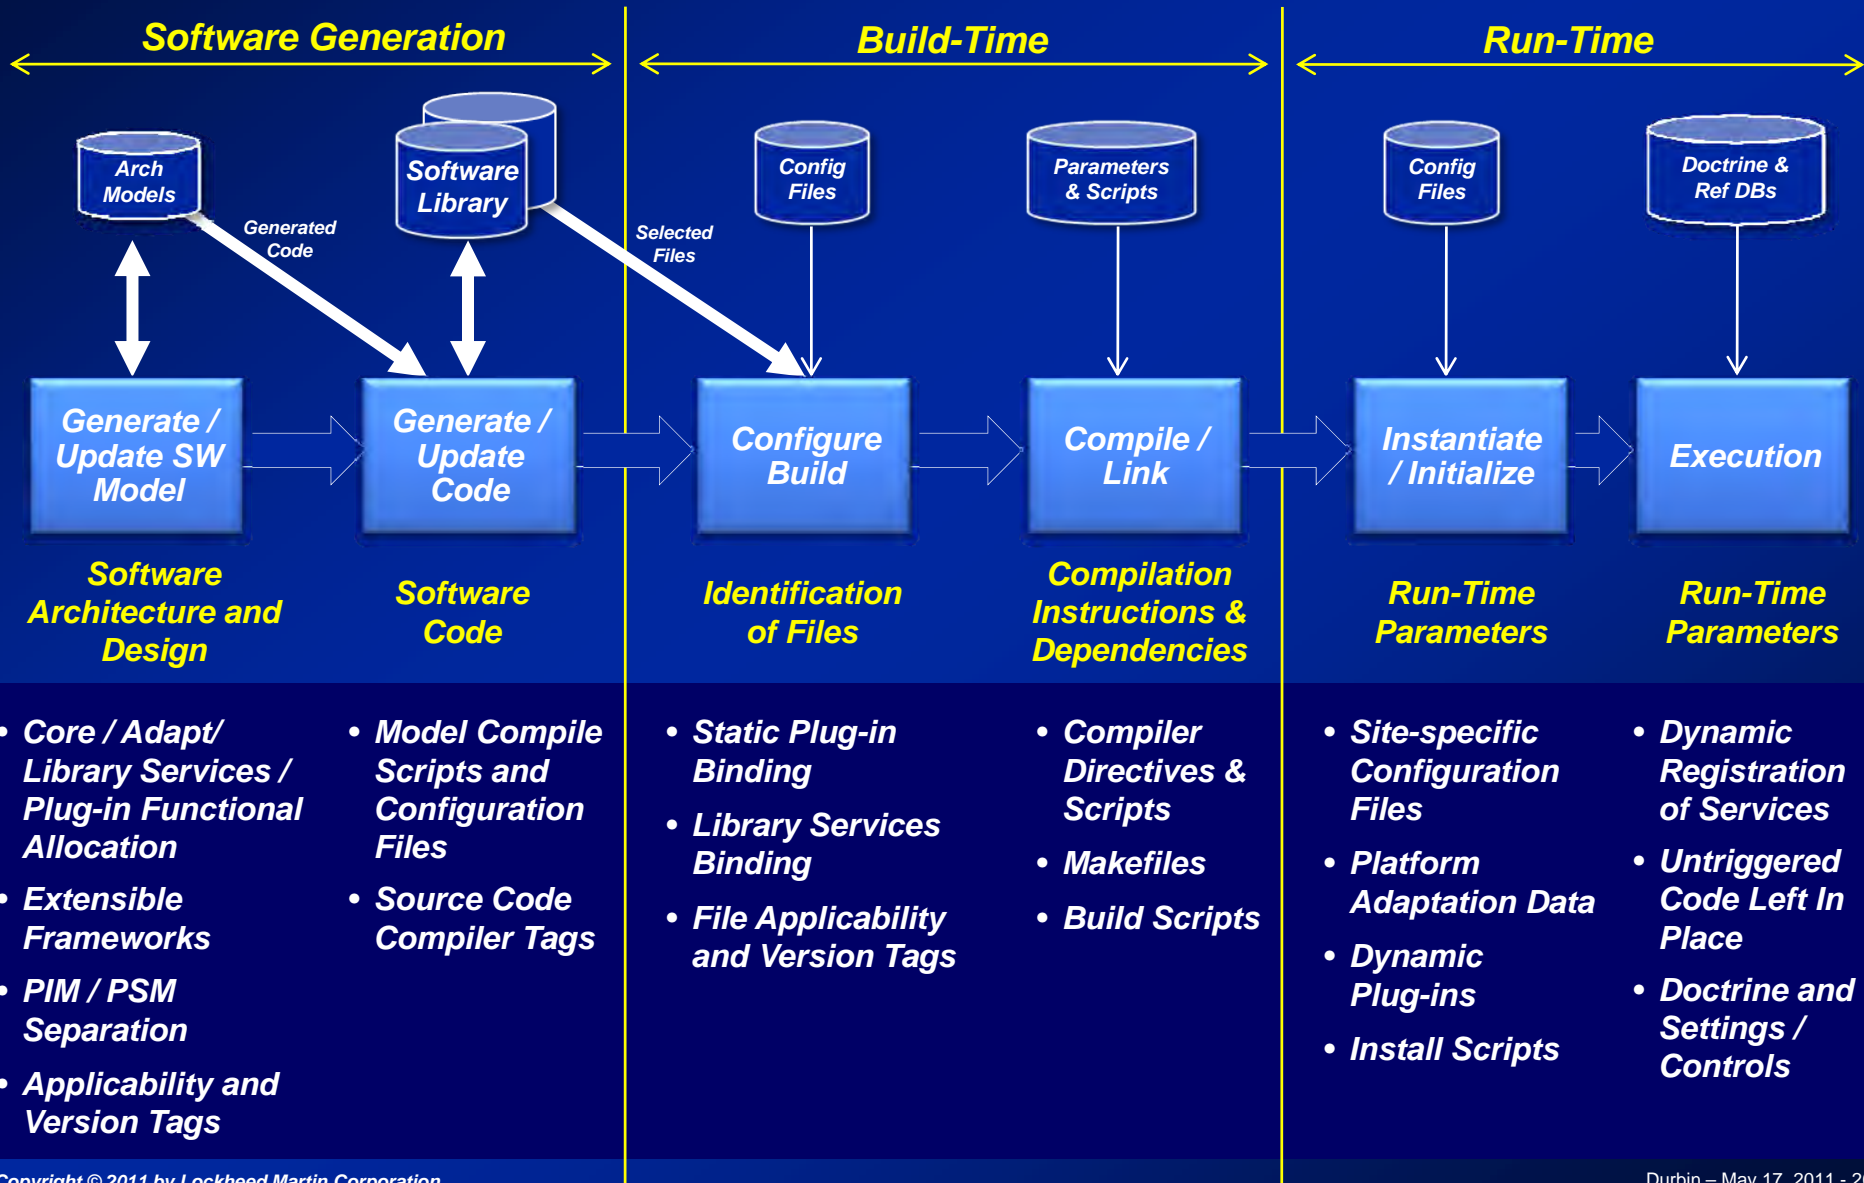 Software Generation
Build-Time
Run-Time
Arch
Models
Software
Library
Config
Files
Parameters
& Scripts
Config
Files
Doctrine &
Ref DBs
Generated
Code
Selected
Files
Generate /
Update SW
Model
Generate /
Update
Code
Configure
Build
Compile /
Link
Instantiate
/ Initialize
Execution
Software
Architecture and
Design
Software
Code
Identification
of Files
Compilation
Instructions &
Dependencies
Run-Time
Parameters
Run-Time
Parameters
• Core / Adapt/
Library Services /
Plug-in Functional
Allocation
• Extensible
Frameworks
• PIM / PSM
Separation
• Applicability and
Version Tags
• Model Compile
Scripts and
Configuration
Files
• Source Code
Compiler Tags
• Static Plug-in
Binding
• Library Services
Binding
• File Applicability
and Version Tags
• Compiler
Directives &
Scripts
• Makefiles
• Build Scripts
• Site-specific
Configuration
Files
• Platform
Adaptation Data
• Dynamic
Plug-ins
• Install Scripts
• Dynamic
Registration
of Services
• Untriggered
Code Left In
Place
• Doctrine and
Settings /
Controls
Copyright © 2011 by Lockheed Martin Corporation
Durbin – May 17, 2011 -